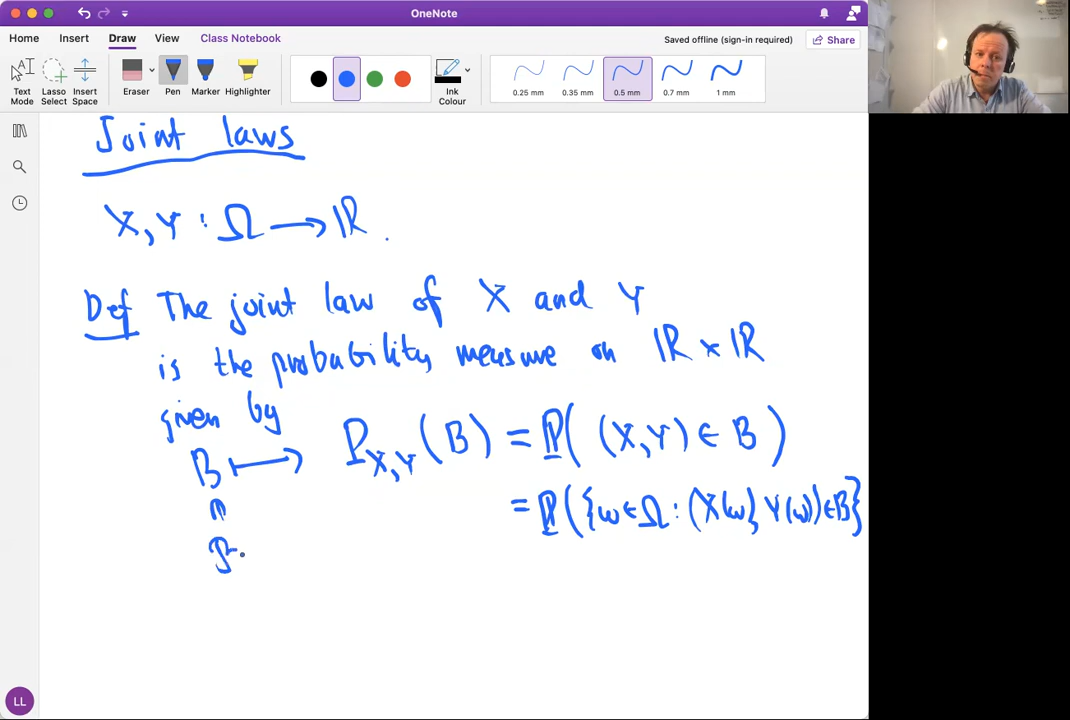 OneNote
Home Insert Draw View Class Notebook
Saved offline (sign-in required) Share
Text Mode Lasso Select Insert Space Eraser Pen Marker Highlighter Ink Colour 0.25 mm 0.35 mm 0.5 mm 0.7 mm 1 mm
Joint laws
X, Y : Ω ⟶ ℝ.
Def The joint law of X and Y
is the probability measure on ℝ × ℝ
given by
B ⟼ P_{X,Y}(B) = ℙ((X,Y) ∈ B)
= ℙ({ω ∈ Ω : (X(ω), Y(ω)) ∈ B}
LL